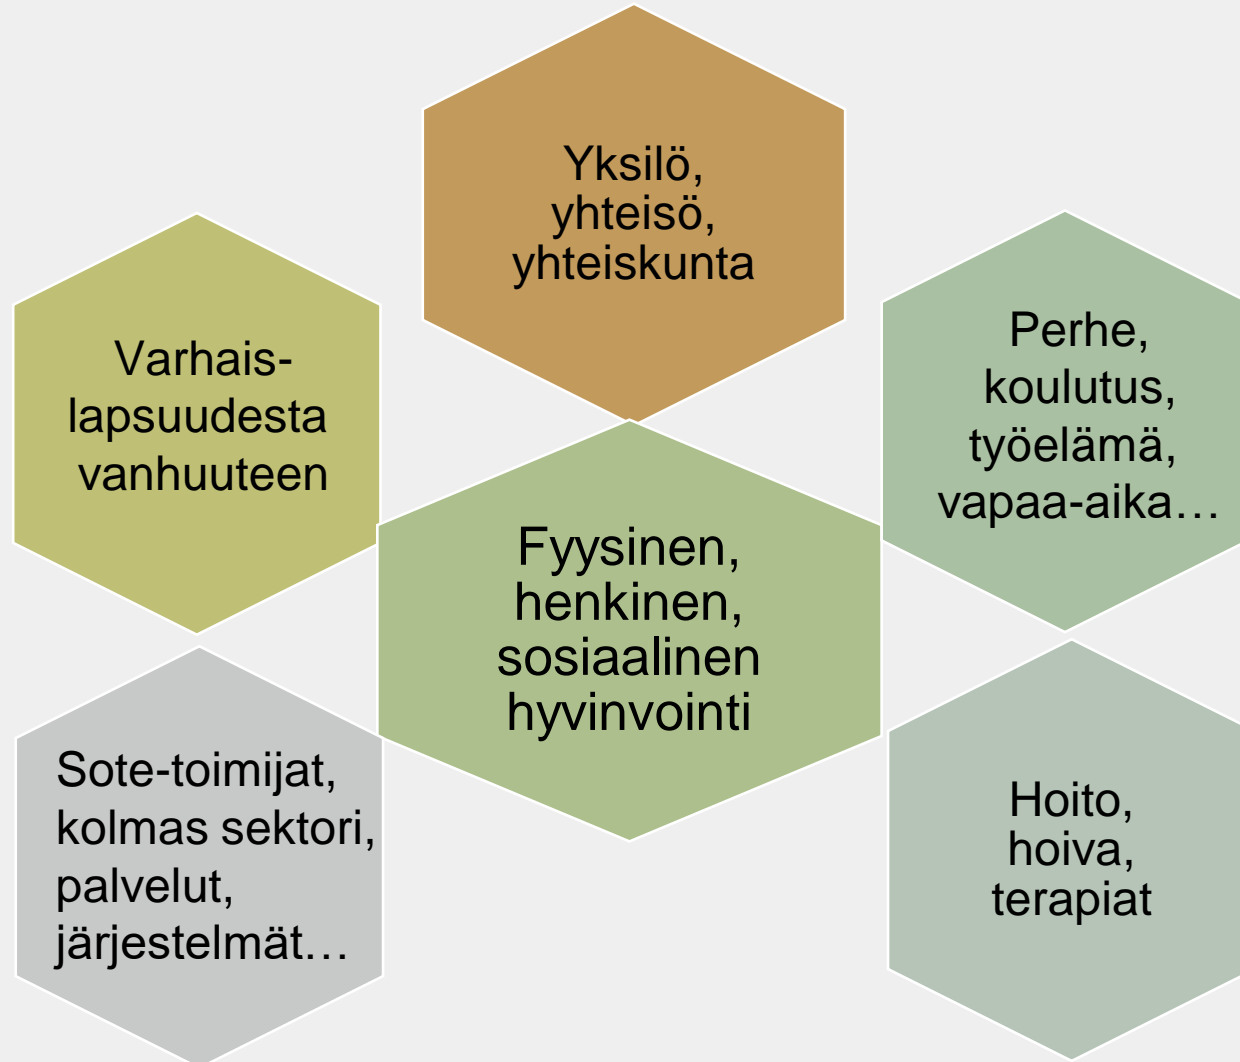 Yksilö,
yhteisö,
yhteiskunta
Varhais-
lapsuudesta
vanhuuteen
Perhe,
koulutus,
työelämä,
vapaa-aika…
Fyysinen,
henkinen,
sosiaalinen
hyvinvointi
Sote-toimijat,
kolmas sektori,
palvelut,
järjestelmät…
Hoito,
hoiva,
terapiat